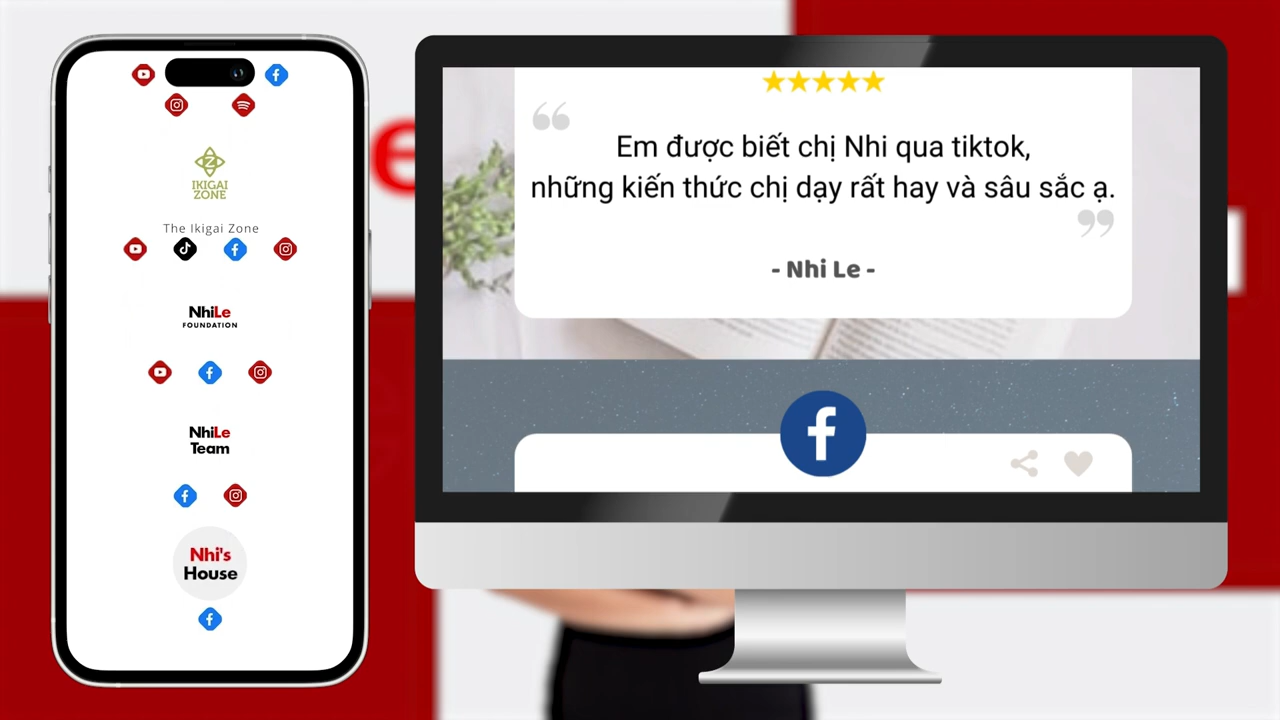 Z
IKIGAI
ZONE
The Ikigai Zone
NhiLe
FOUNDATION
NhiLe
Team
Nhi's
House
e
“
Em được biết chị Nhi qua tiktok,
những kiến thức chị dạy rất hay và sâu sắc ạ.
”
- Nhi Le -